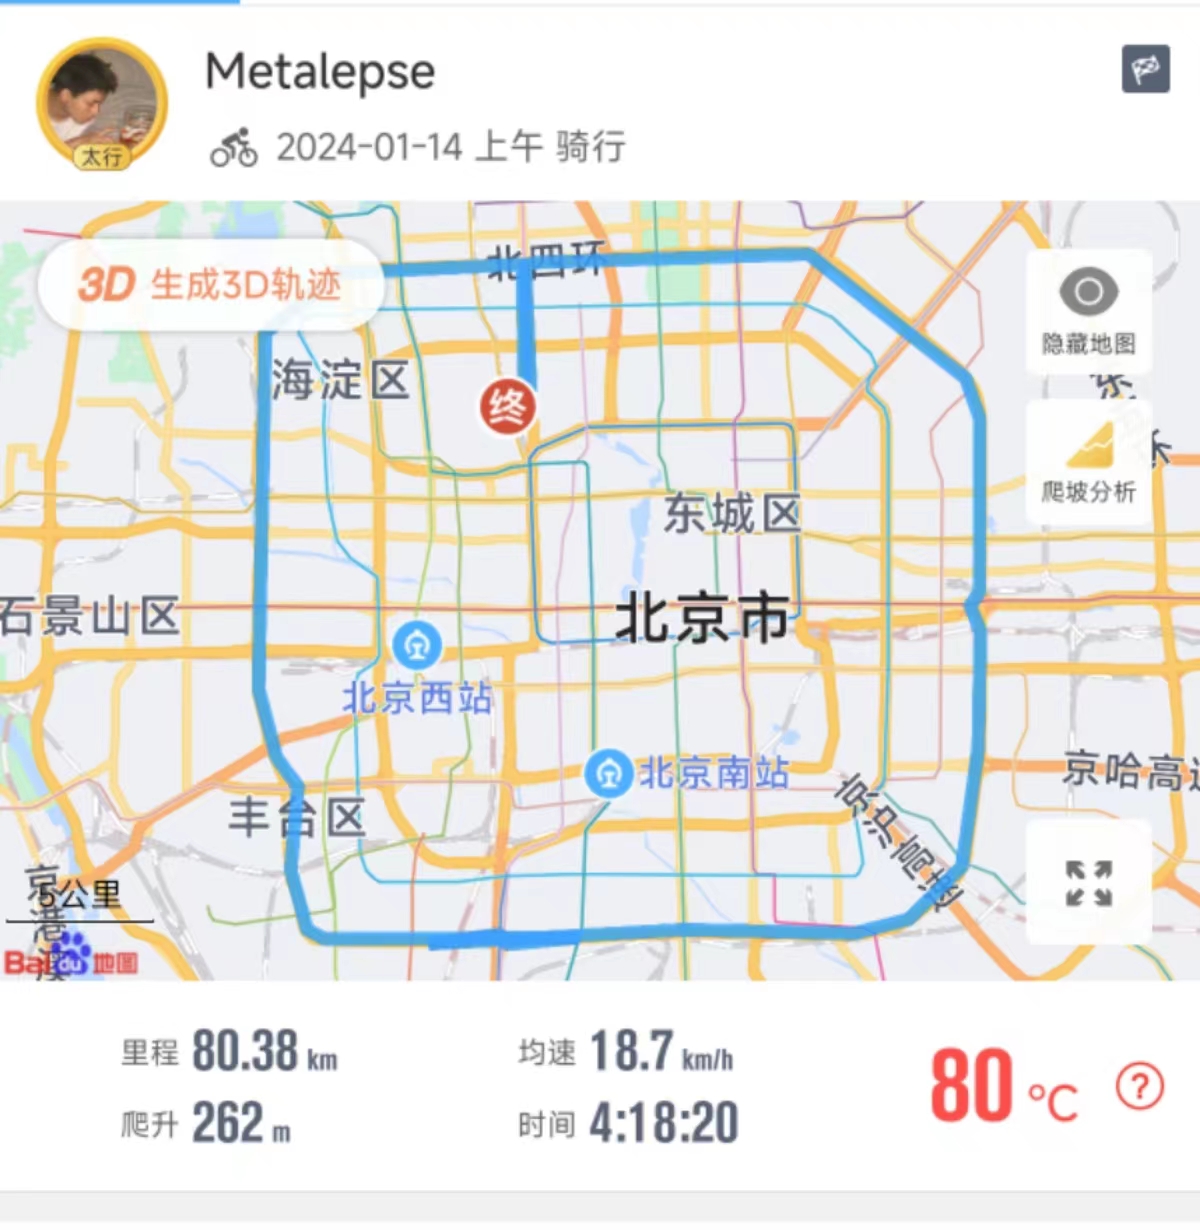 Metalepse
太行
2024-01-14 上午 骑行
北四环
3D 生成3D轨迹
隐藏地图
海淀区
终
爬坡分析
东城区
石景山区
北京市
北京西站
北京南站
京哈高速
丰台区
京沪高速
5公里
Bai du 地图
里程 80.38 km
均速 18.7 km/h
80 °C ?
爬升 262 m
时间 4:18:20